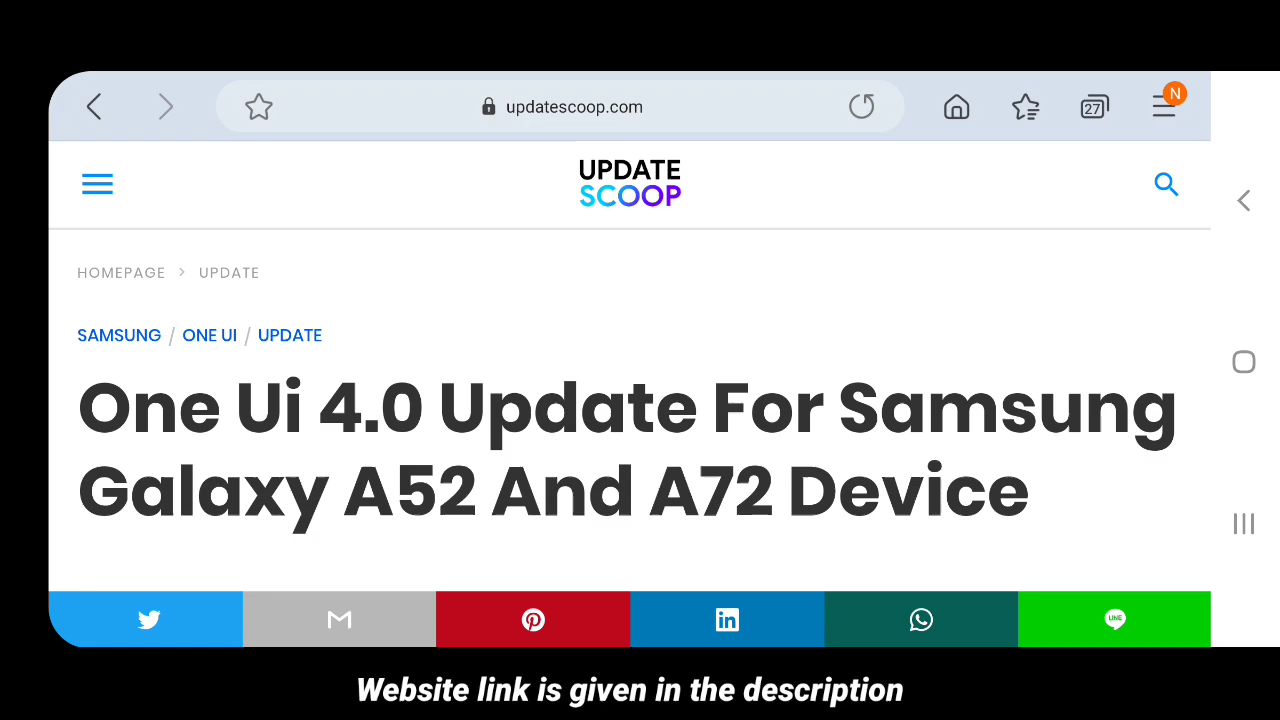 updatescoop.com
27
N
UPDATE
SCOOP
HOMEPAGE > UPDATE
SAMSUNG / ONE UI / UPDATE
One Ui 4.0 Update For Samsung
Galaxy A52 And A72 Device
in
LINE
Website link is given in the description